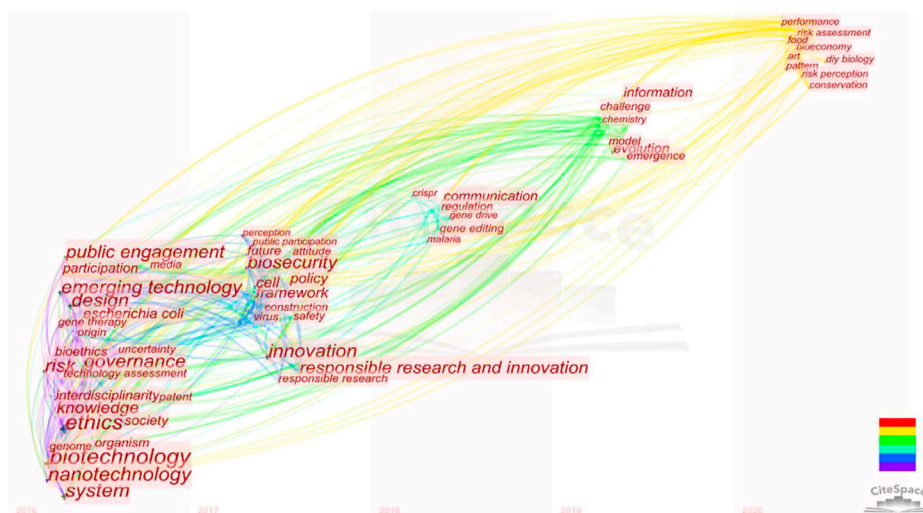 performance
risk assessment
food
bioeconomy
art
diy biology
pattern
risk perception
conservation
information
challenge
chemistry
model
evolution
emergence
crispr
communication
regulation
gene drive
gene editing
malaria
perception
public participation
future
attitude
biosecurity
policy
cell
framework
construction
virus
safety
innovation
responsible research and innovation
responsible research
public engagement
participation
media
emerging technology
design
escherichia coli
gene therapy
origin
bioethics
uncertainty
risk
governance
technology assessment
interdisciplinarity
patent
knowledge
ethics
society
genome
organism
biotechnology
nanotechnology
system
2016
2017
2018
2019
2020
CiteSpace